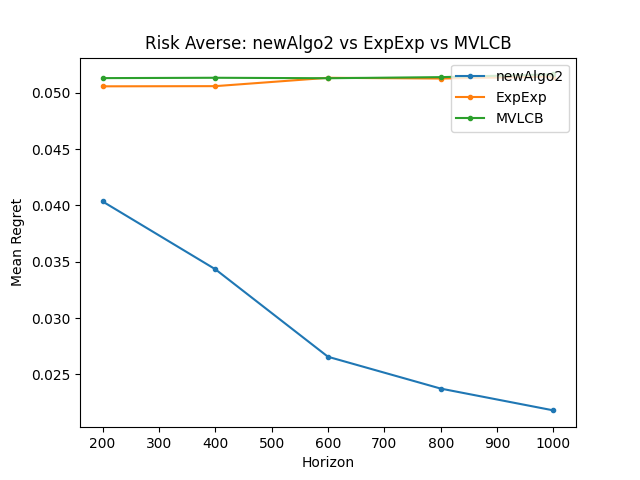 Risk Averse: newAlgo2 vs ExpExp vs MVLCB
newAlgo2
ExpExp
MVLCB
0.050
0.045
0.040
0.035
0.030
0.025
Mean Regret
200 300 400 500 600 700 800 900 1000
Horizon